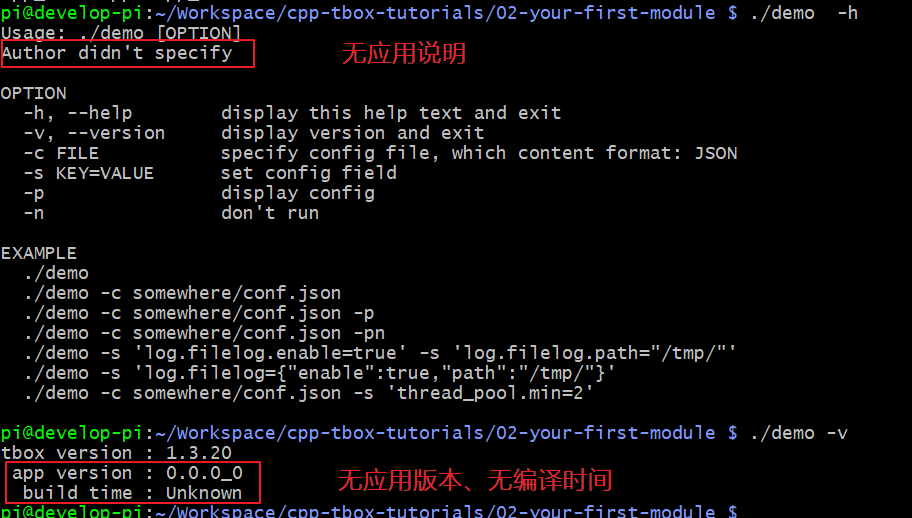 pi@develop-pi:~/Workspace/cpp-tbox-tutorials/02-your-first-module $ ./demo  -h
Usage: ./demo [OPTION]
Author didn't specify
无应用说明
OPTION
  -h, --help        display this help text and exit
  -v, --version     display version and exit
  -c FILE           specify config file, which content format: JSON
  -s KEY=VALUE      set config field
  -p                display config
  -n                don't run
EXAMPLE
  ./demo
  ./demo -c somewhere/conf.json
  ./demo -c somewhere/conf.json -p
  ./demo -c somewhere/conf.json -pn
  ./demo -s 'log.filelog.enable=true' -s 'log.filelog.path="/tmp/"'
  ./demo -s 'log.filelog={"enable":true,"path":"/tmp/"}'
  ./demo -c somewhere/conf.json -s 'thread_pool.min=2'
pi@develop-pi:~/Workspace/cpp-tbox-tutorials/02-your-first-module $ ./demo -v
tbox version : 1.3.20
 app version : 0.0.0_0
  build time : Unknown
无应用版本、无编译时间
pi@develop-pi:~/Workspace/cpp-tbox-tutorials/02-your-first-module $